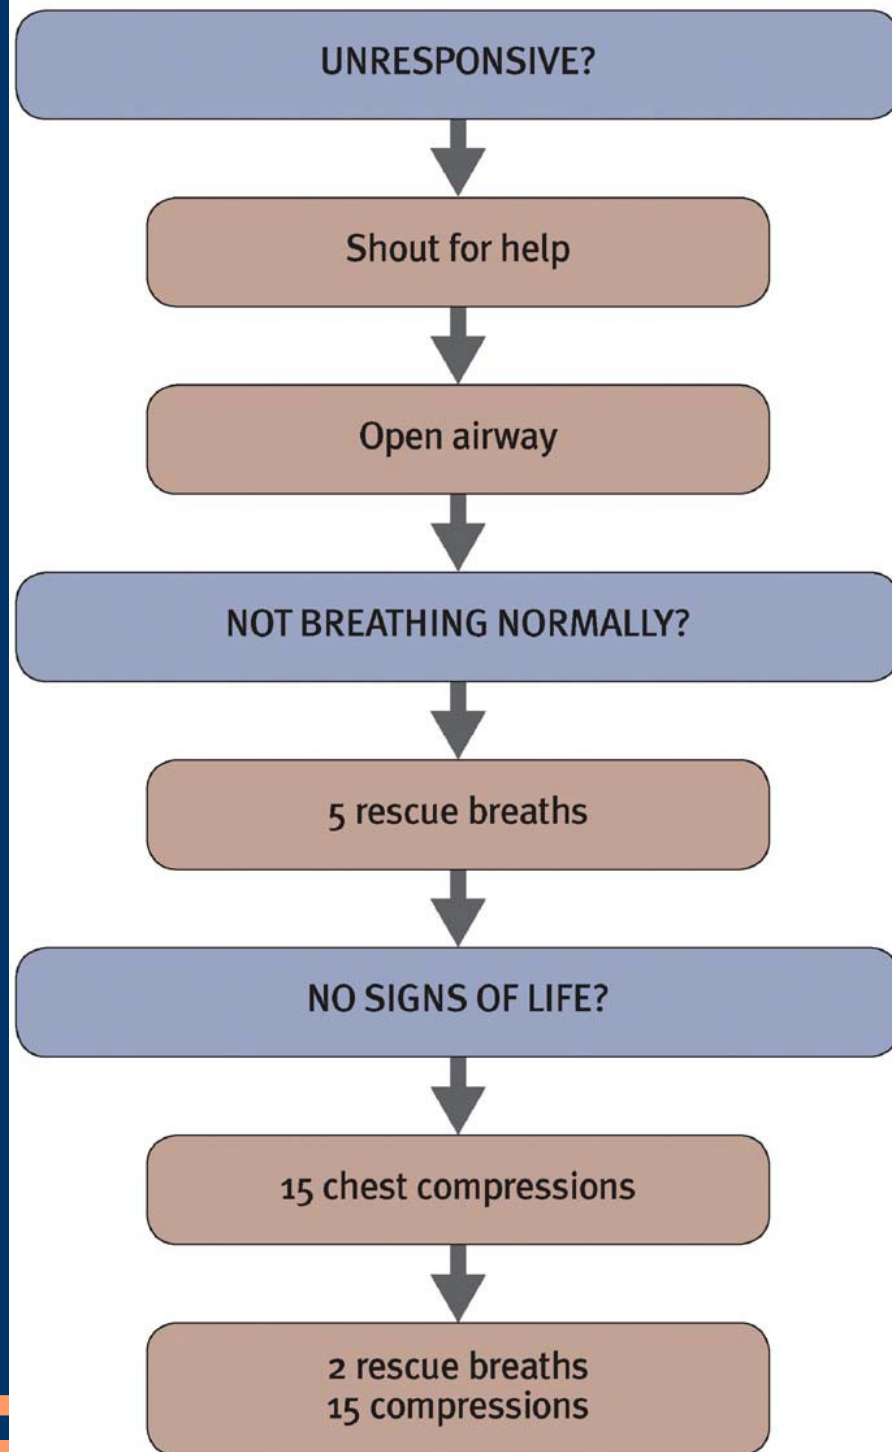 UNRESPONSIVE?
Shout for help
Open airway
NOT BREATHING NORMALLY?
5 rescue breaths
NO SIGNS OF LIFE?
15 chest compressions
2 rescue breaths
15 compressions